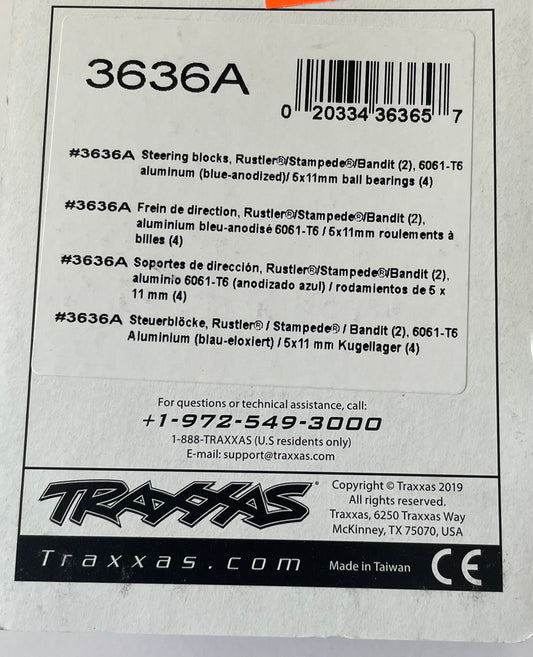 3636A
0 20334 36365 7
#3636A Steering blocks, Rustler®/Stampede®/Bandit (2), 6061-T6
aluminum (blue-anodized)/ 5x11mm ball bearings (4)
#3636A Frein de direction, Rustler®/Stampede®/Bandit (2),
aluminium bleu-anodisé 6061-T6 / 5x11mm roulements à
billes (4)
#3636A Soportes de dirección, Rustler®/Stampede®/Bandit (2),
aluminio 6061-T6 (anodizado azul) / rodamientos de 5 x
11 mm (4)
#3636A Steuerblöcke, Rustler® / Stampede® / Bandit (2), 6061-T6
Aluminium (blau-eloxiert) / 5x11 mm Kugellager (4)
For questions or technical assistance, call:
+1-972-549-3000
1-888-TRAXXAS (U.S residents only)
E-mail: support@traxxas.com
TRAXXAS®
Copyright © Traxxas 2019
All rights reserved.
Traxxas, 6250 Traxxas Way
McKinney, TX 75070, USA
Traxxas.com
Made in Taiwan
CE